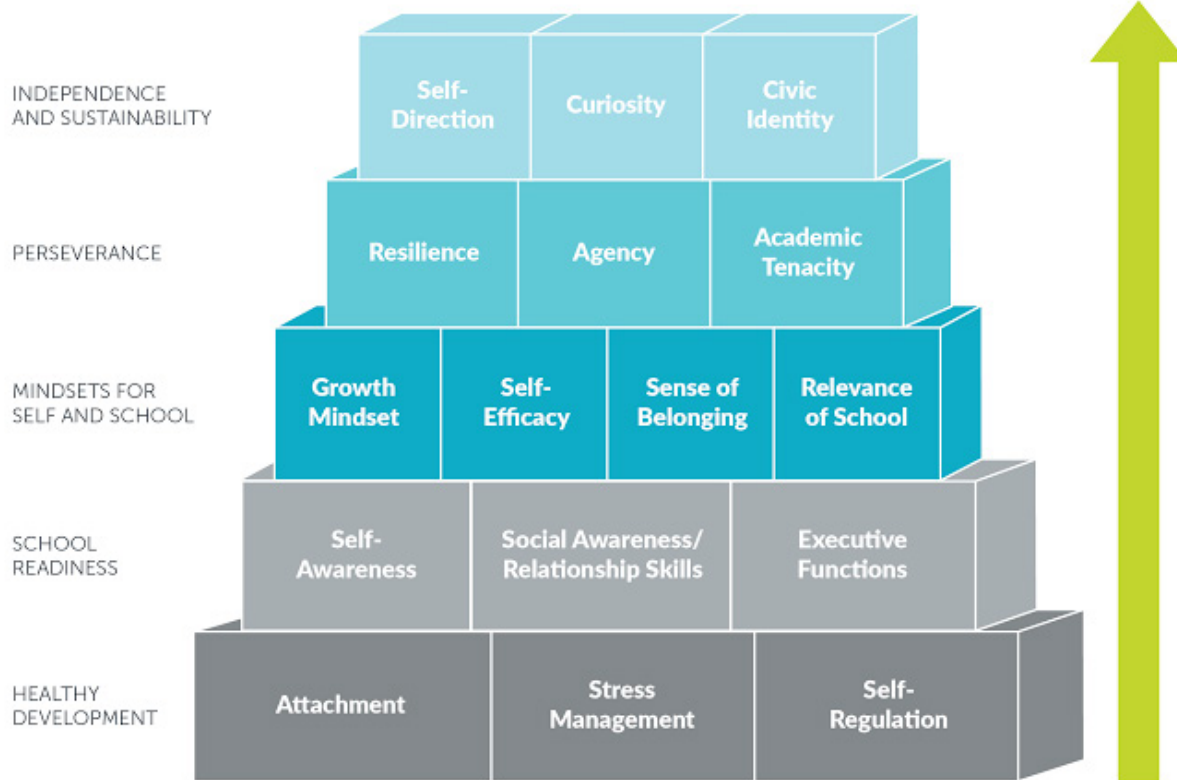 INDEPENDENCE
AND SUSTAINABILITY
Self-
Direction
Curiosity
Civic
Identity
PERSEVERANCE
Resilience
Agency
Academic
Tenacity
MINDSETS FOR
SELF AND SCHOOL
Growth
Mindset
Self-
Efficacy
Sense of
Belonging
Relevance
of School
SCHOOL
READINESS
Self-
Awareness
Social Awareness/
Relationship Skills
Executive
Functions
HEALTHY
DEVELOPMENT
Attachment
Stress
Management
Self-
Regulation